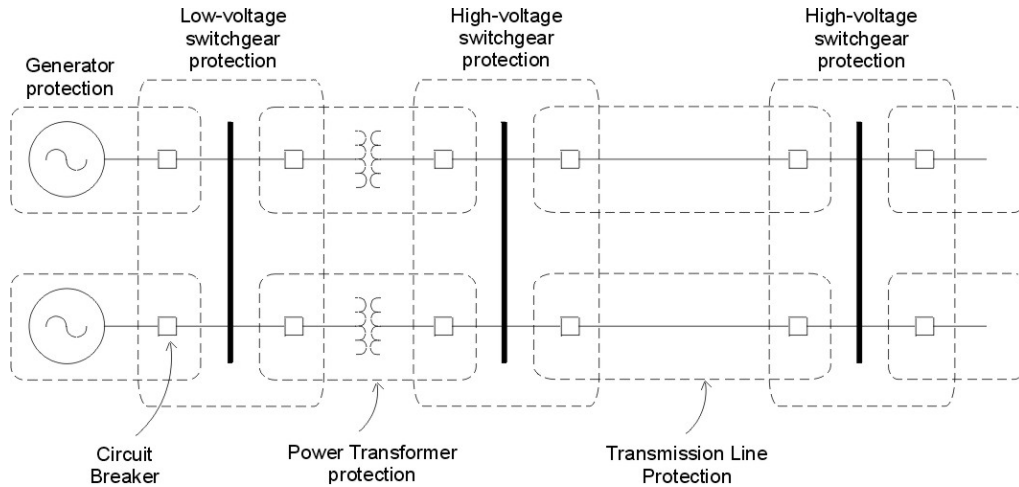 Low-voltage
switchgear
protection
High-voltage
switchgear
protection
High-voltage
switchgear
protection
Generator
protection
Circuit
Breaker
Power Transformer
protection
Transmission Line
Protection